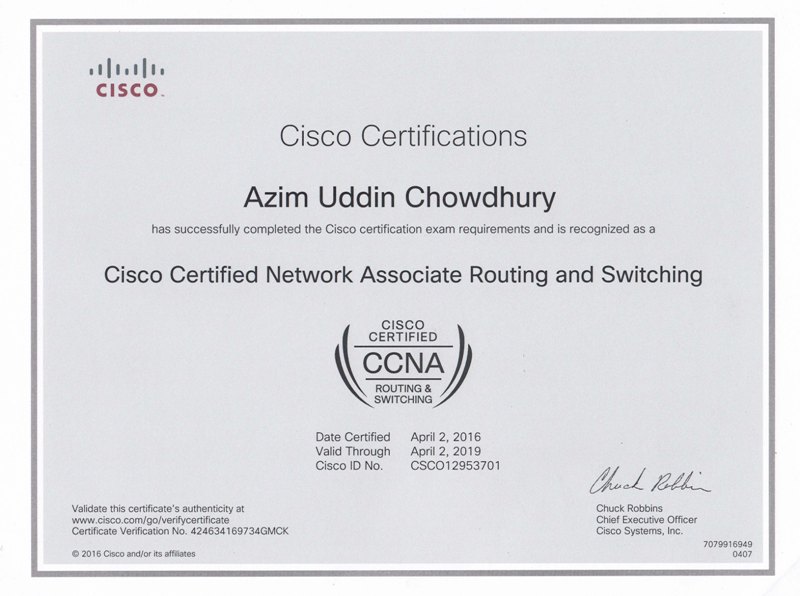 CISCO
Cisco Certifications
Azim Uddin Chowdhury
has successfully completed the Cisco certification exam requirements and is recognized as a
Cisco Certified Network Associate Routing and Switching
CISCO
CERTIFIED
CCNA
ROUTING &
SWITCHING
Date Certified April 2, 2016
Valid Through April 2, 2019
Cisco ID No. CSCO12953701
Chuck Robbins
Validate this certificate's authenticity at
www.cisco.com/go/verifycertificate
Certificate Verification No. 424634169734GMCK
© 2016 Cisco and/or its affiliates
Chuck Robbins
Chief Executive Officer
Cisco Systems, Inc.
7079916949
0407